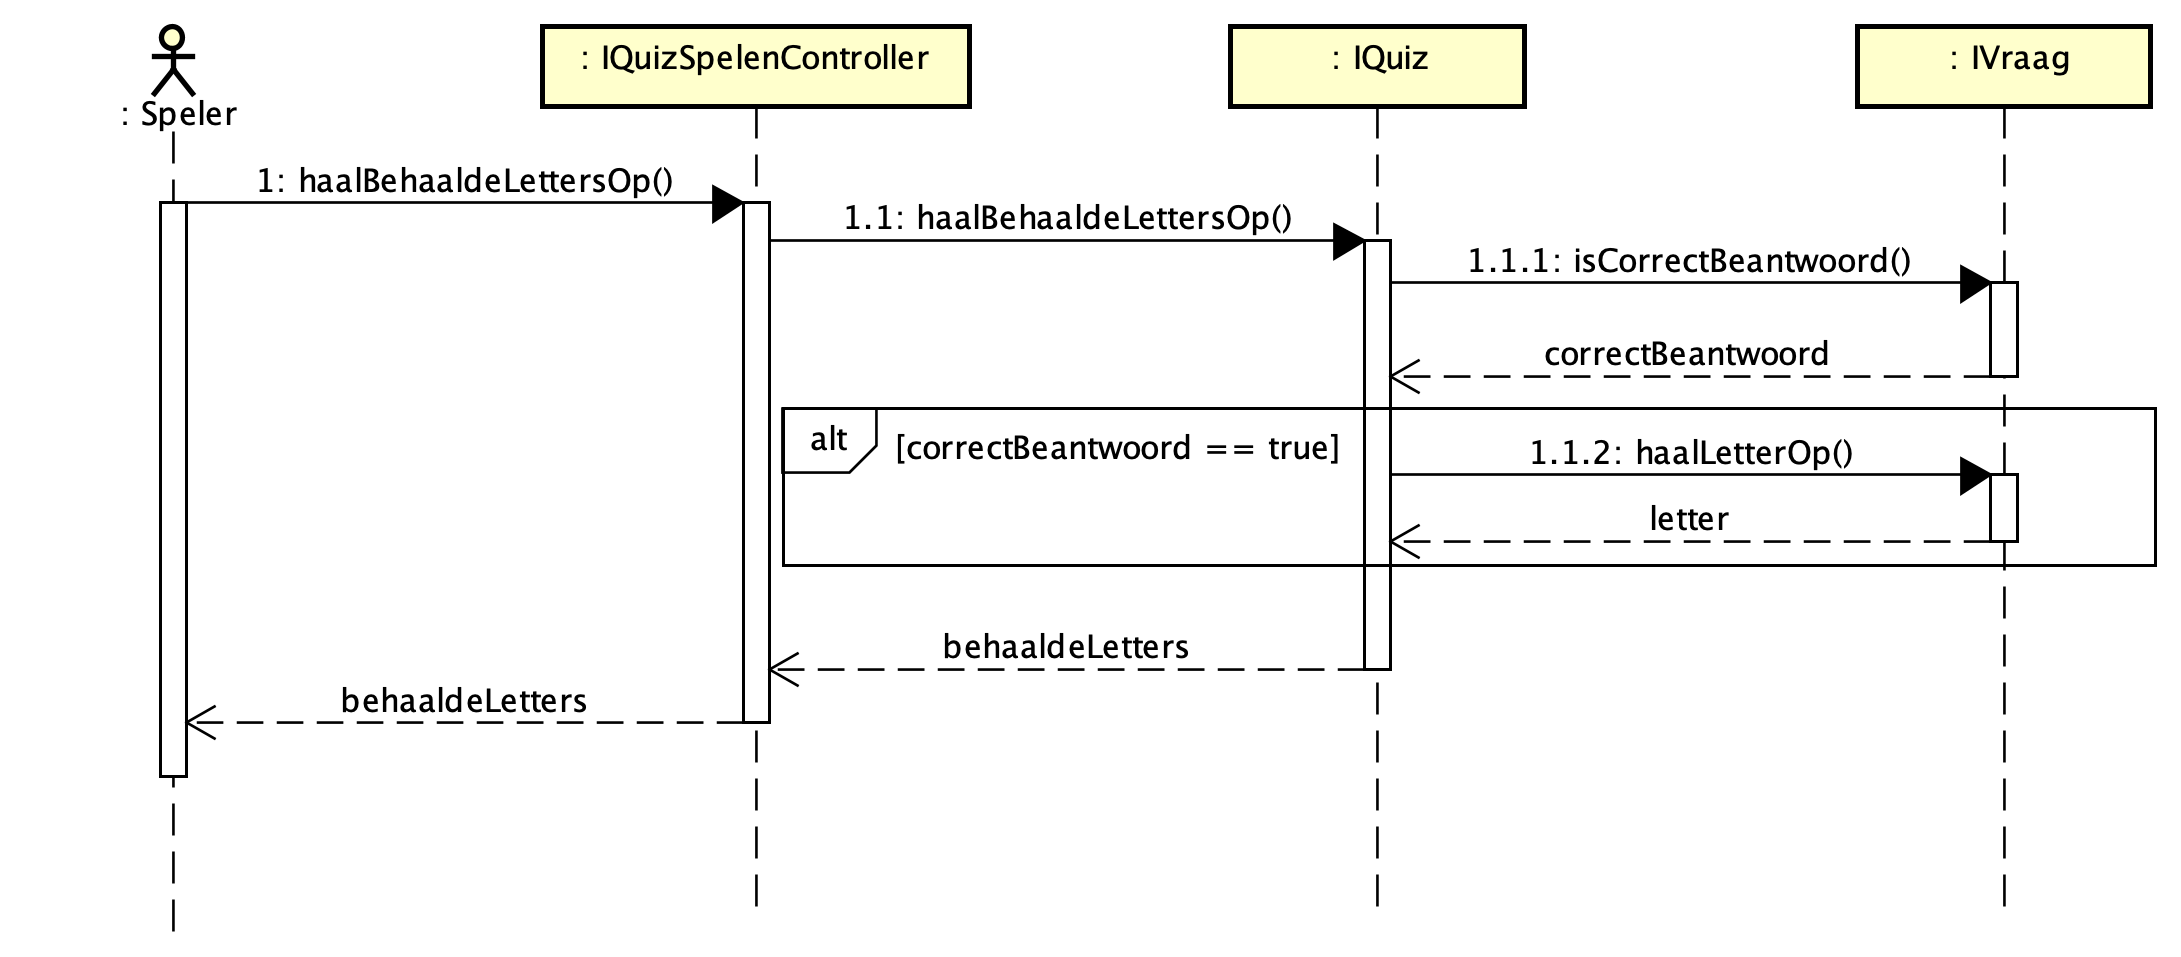 : Speler
: IQuizSpelenController
: IQuiz
: IVraag
1: haalBehaaldeLettersOp()
1.1: haalBehaaldeLettersOp()
1.1.1: isCorrectBeantwoord()
correctBeantwoord
alt
[correctBeantwoord == true]
1.1.2: haalLetterOp()
letter
behaaldeLetters
behaaldeLetters